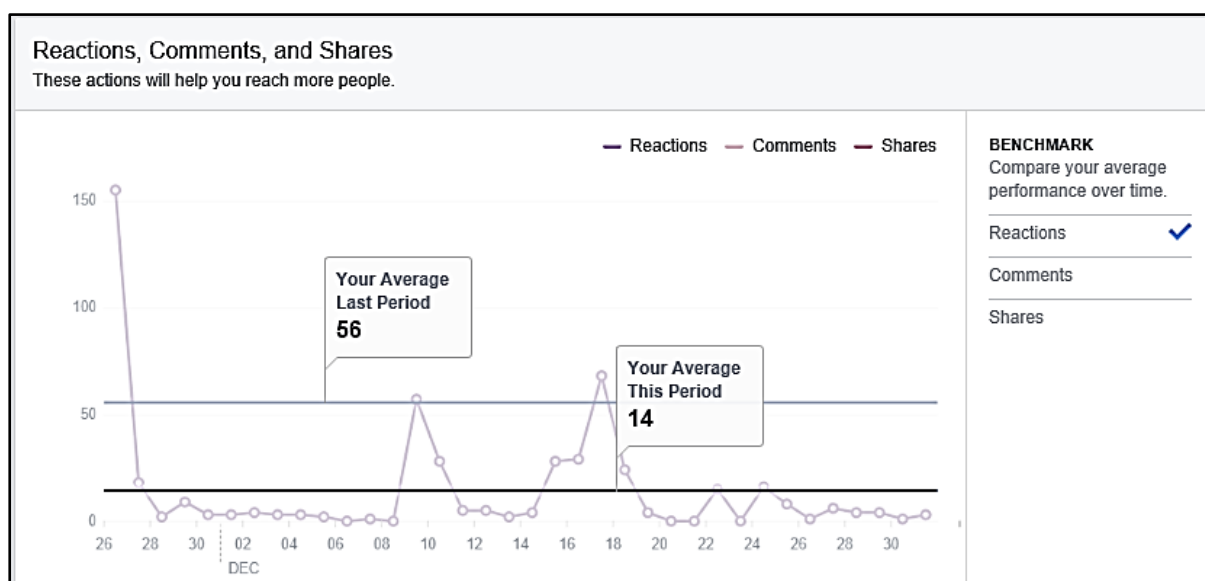 Reactions, Comments, and Shares
These actions will help you reach more people.
Reactions Comments Shares
BENCHMARK
Compare your average
performance over time.
Reactions
Comments
Shares
150
100
50
0
Your Average
Last Period
56
Your Average
This Period
14
26 28 30 02 04 06 08 10 12 14 16 18 20 22 24 26 28 30
DEC